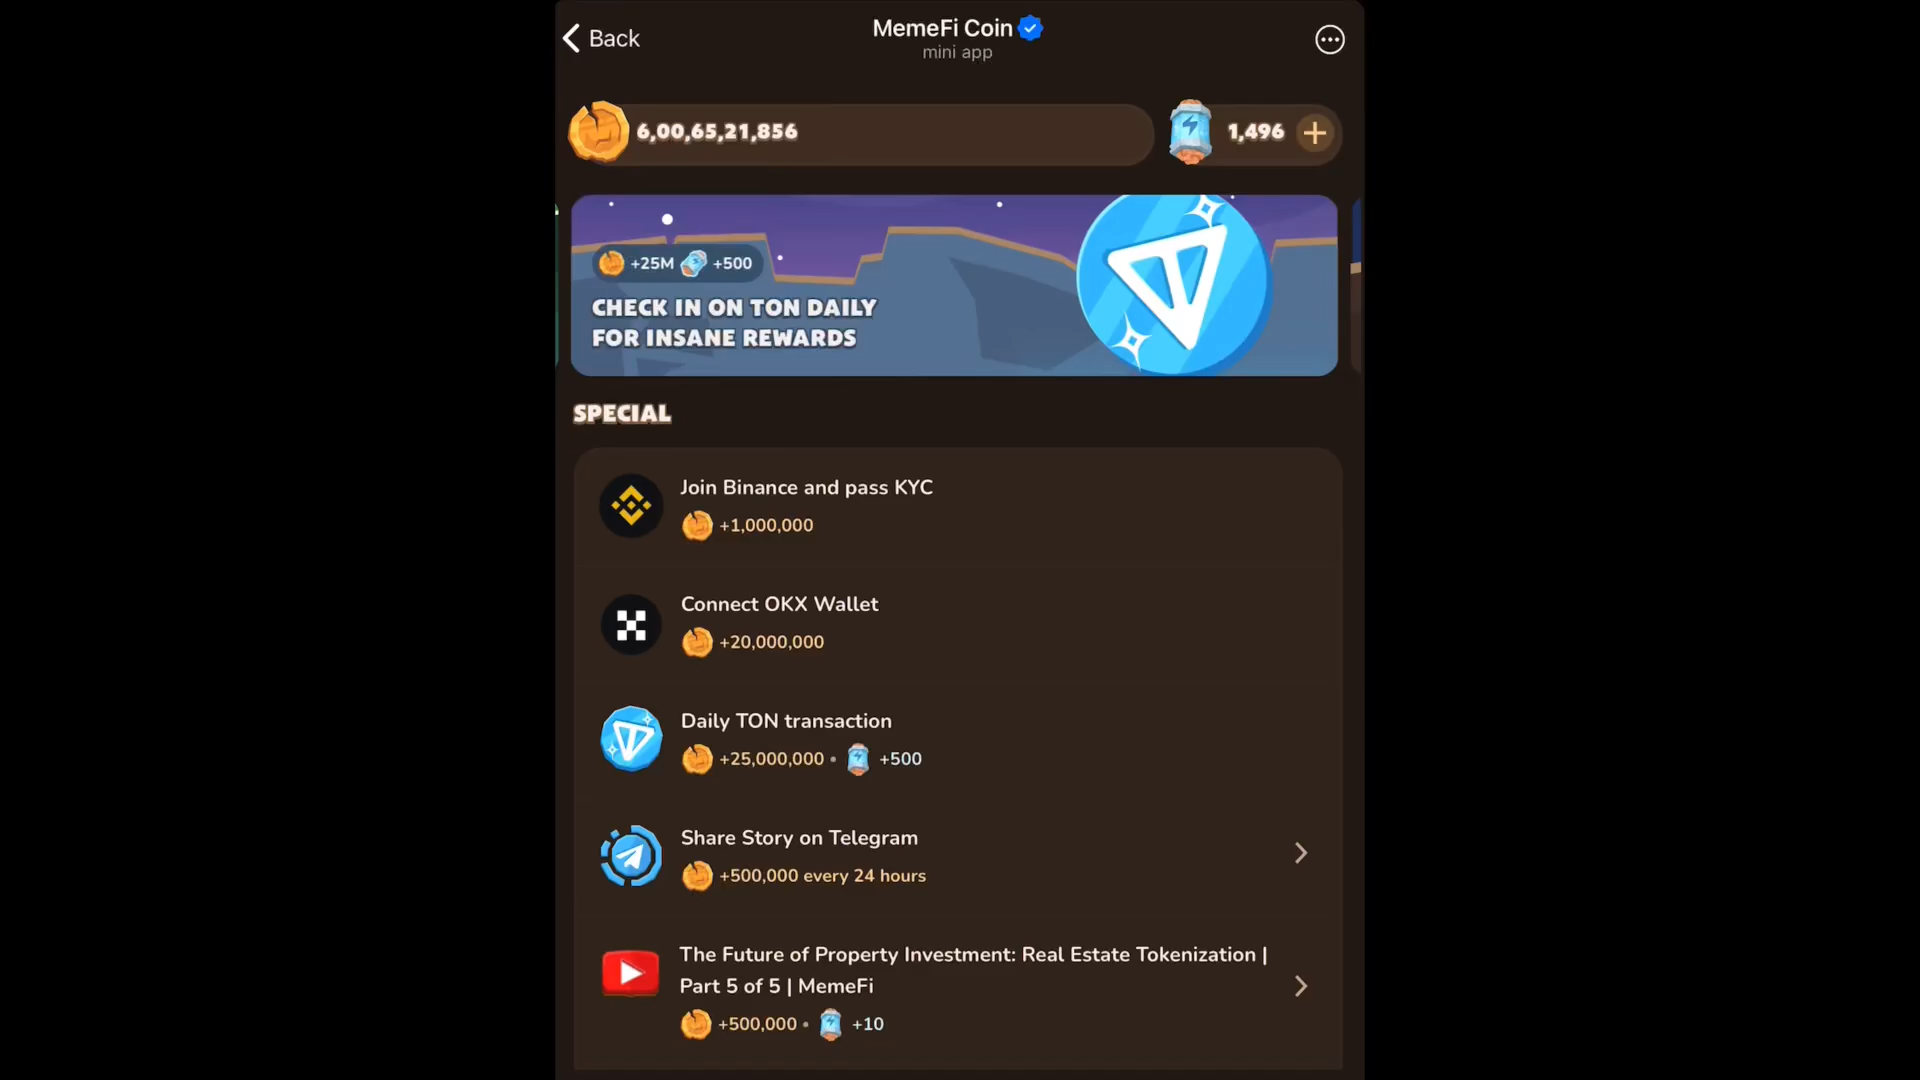 Back
MemeFi Coin
mini app
6,00,65,21,856
1,496
+25M +500
CHECK IN ON TON DAILY
FOR INSANE REWARDS
SPECIAL
Join Binance and pass KYC
+1,000,000
Connect OKX Wallet
+20,000,000
Daily TON transaction
+25,000,000 • +500
Share Story on Telegram
+500,000 every 24 hours
The Future of Property Investment: Real Estate Tokenization |
Part 5 of 5 | MemeFi
+500,000 • +10